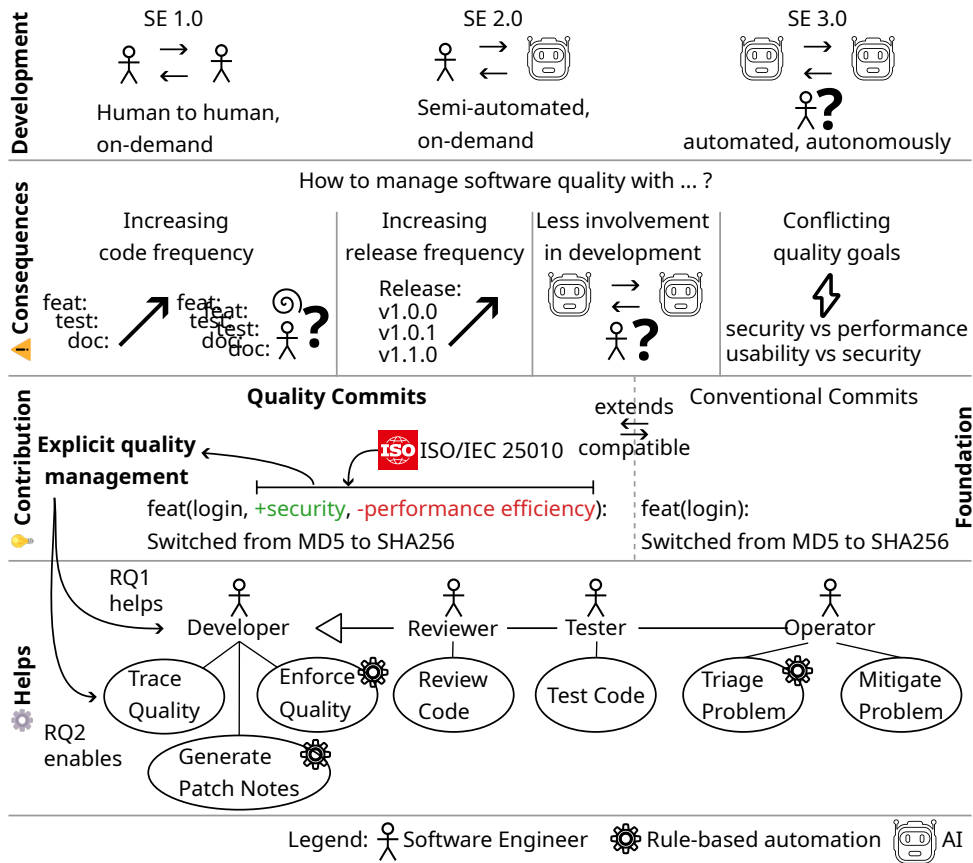 Development
SE 1.0
SE 2.0
SE 3.0
Human to human,
on-demand
Semi-automated,
on-demand
?
automated, autonomously
Consequences
How to manage software quality with ... ?
Increasing
code frequency
feat:
test:
doc:
feat:
test:
doc:
feat:
test:
doc:
?
Increasing
release frequency
Release:
v1.0.0
v1.0.1
v1.1.0
Less involvement
in development
?
Conflicting
quality goals
security vs performance
usability vs security
Contribution
Quality Commits
Explicit quality
management
ISO
ISO/IEC 25010
feat(login, +security, -performance efficiency):
Switched from MD5 to SHA256
extends
compatible
Conventional Commits
feat(login):
Switched from MD5 to SHA256
Foundation
Helps
RQ1
helps
RQ2
enables
Developer
Reviewer
Tester
Operator
Trace
Quality
Enforce
Quality
Generate
Patch Notes
Review
Code
Test Code
Triage
Problem
Mitigate
Problem
Legend:
Software Engineer
Rule-based automation
AI